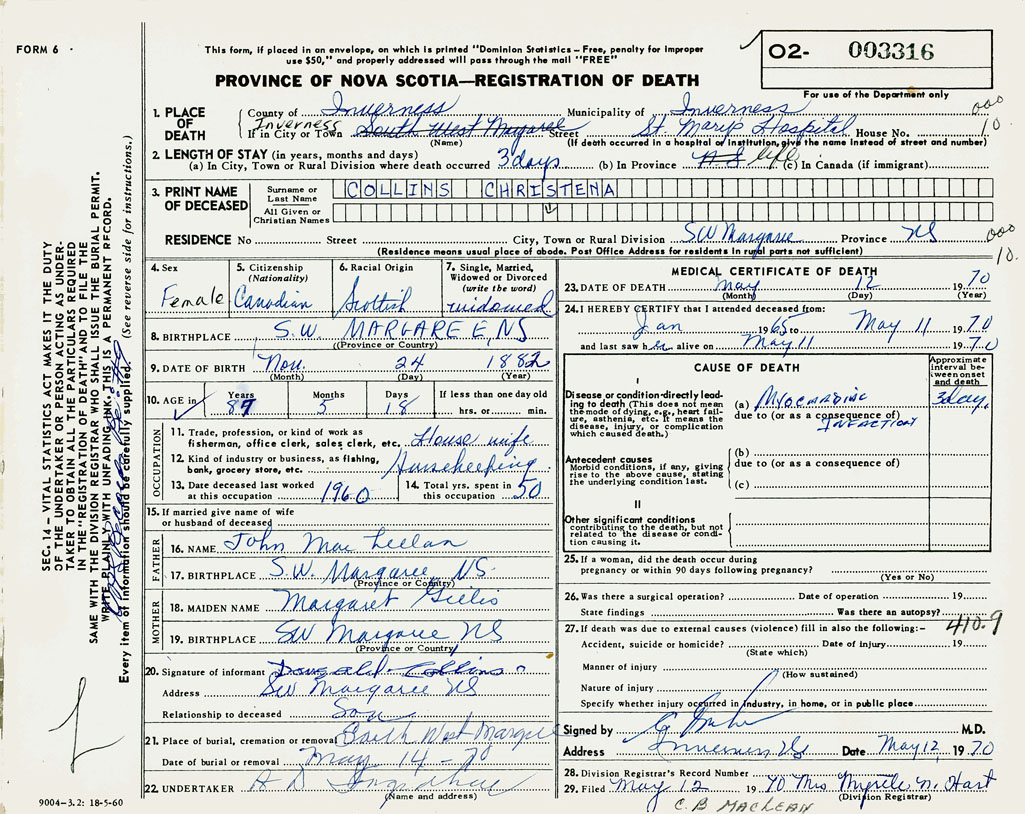 FORM 6
This form, if placed in an envelope, on which is printed "Dominion Statistics – Free, penalty for improper
use $50," and properly addressed will pass through the mail "FREE"
PROVINCE OF NOVA SCOTIA—REGISTRATION OF DEATH
O2- 003316
For use of the Department only
1. PLACE OF DEATH County of Inverness Municipality of Inverness 000
Inverness
If in City or Town South West Margaree Street St. Mary's Hospital House No. 10
(Name) (If death occurred in a hospital or institution, give the name instead of street and number)
2. LENGTH OF STAY (in years, months and days)
(a) In City, Town or Rural Division where death occurred 3 days (b) In Province N.S. life (c) In Canada (if immigrant)
3. PRINT NAME OF DECEASED Surname or Last Name COLLINS CHRISTENA
All Given or Christian Names
RESIDENCE No Street City, Town or Rural Division SW Margaree Province NS 000
(Residence means usual place of abode. Post Office Address for residents in rural parts not sufficient) 10.
4. Sex Female
5. Citizenship (Nationality) Canadian
6. Racial Origin Scottish
7. Single, Married, Widowed or Divorced (write the word) widowed
8. BIRTHPLACE S.W. MARGAREE, NS
(Province or Country)
9. DATE OF BIRTH Nov. 24 1882
(Month) (Day) (Year)
10. AGE in Years 87 Months 5 Days 18 If less than one day old
hrs. or min.
OCCUPATION
11. Trade, profession, or kind of work as
fisherman, office clerk, sales clerk, etc. House wife
12. Kind of industry or business, as fishing,
bank, grocery store, etc. Housekeeping
13. Date deceased last worked at this occupation 1960
14. Total yrs. spent in this occupation 50
15. If married give name of wife
or husband of deceased
FATHER
16. NAME John Mac Lellan
17. BIRTHPLACE S.W. Margaree, NS.
(Province or Country)
MOTHER
18. MAIDEN NAME Margaret Gillis
19. BIRTHPLACE SW Margaree NS
(Province or Country)
20. Signature of informant Donald Collins
Address SW Margaree NS
Relationship to deceased Son
21. Place of burial, cremation or removal South West Margaree
Date of burial or removal May 14 - 70
22. UNDERTAKER A D
(Name and address)
MEDICAL CERTIFICATE OF DEATH
23. DATE OF DEATH May 12 1970
(Month) (Day) (Year)
24. I HEREBY CERTIFY that I attended deceased from:
Jan 1965 to May 11 1970
and last saw her alive on May 11 1970
CAUSE OF DEATH
Approximate interval between onset and death
I
Disease or condition directly leading to death (This does not mean the mode of dying, e.g., heart failure, asthenia, etc. It means the disease, injury, or complication which caused death.)
(a) Myocardiac 3 days
due to (or as a consequence of)
INFACTION
Antecedent causes
Morbid conditions, if any, giving rise to the above cause, stating the underlying condition last.
(b)
due to (or as a consequence of)
(c)
II
Other significant conditions
contributing to the death, but not related to the disease or condition causing it.
25. If a woman, did the death occur during
pregnancy or within 90 days following pregnancy?
(Yes or No)
26. Was there a surgical operation? Date of operation 19
State findings Was there an autopsy?
27. If death was due to external causes (violence) fill in also the following:– 410.9
Accident, suicide or homicide? Date of injury 19
(State which)
Manner of injury
(How sustained)
Nature of injury
Specify whether injury occurred in industry, in home, or in public place
Signed by M.D.
Address Inverness NS Date May 12, 1970
28. Division Registrar's Record Number
29. Filed May 12 19 70 Mrs Myrtle N. Hart
(Division Registrar)
C. B MACLEAN
9004–3.2: 18-5-60
SEC. 14 – VITAL STATISTICS ACT MAKES IT THE DUTY
OF THE UNDERTAKER OR PERSON ACTING AS UNDER-
TAKER TO OBTAIN ALL THE PARTICULARS REQUIRED
IN THE "REGISTRATION OF DEATH" AND TO FILE THE
SAME WITH THE DIVISION REGISTRAR WHO SHALL ISSUE THE BURIAL PERMIT.
WRITE PLAINLY WITH UNFADING INK. THIS IS A PERMANENT RECORD.
Every item of information should be carefully supplied. (See reverse side for instructions.)